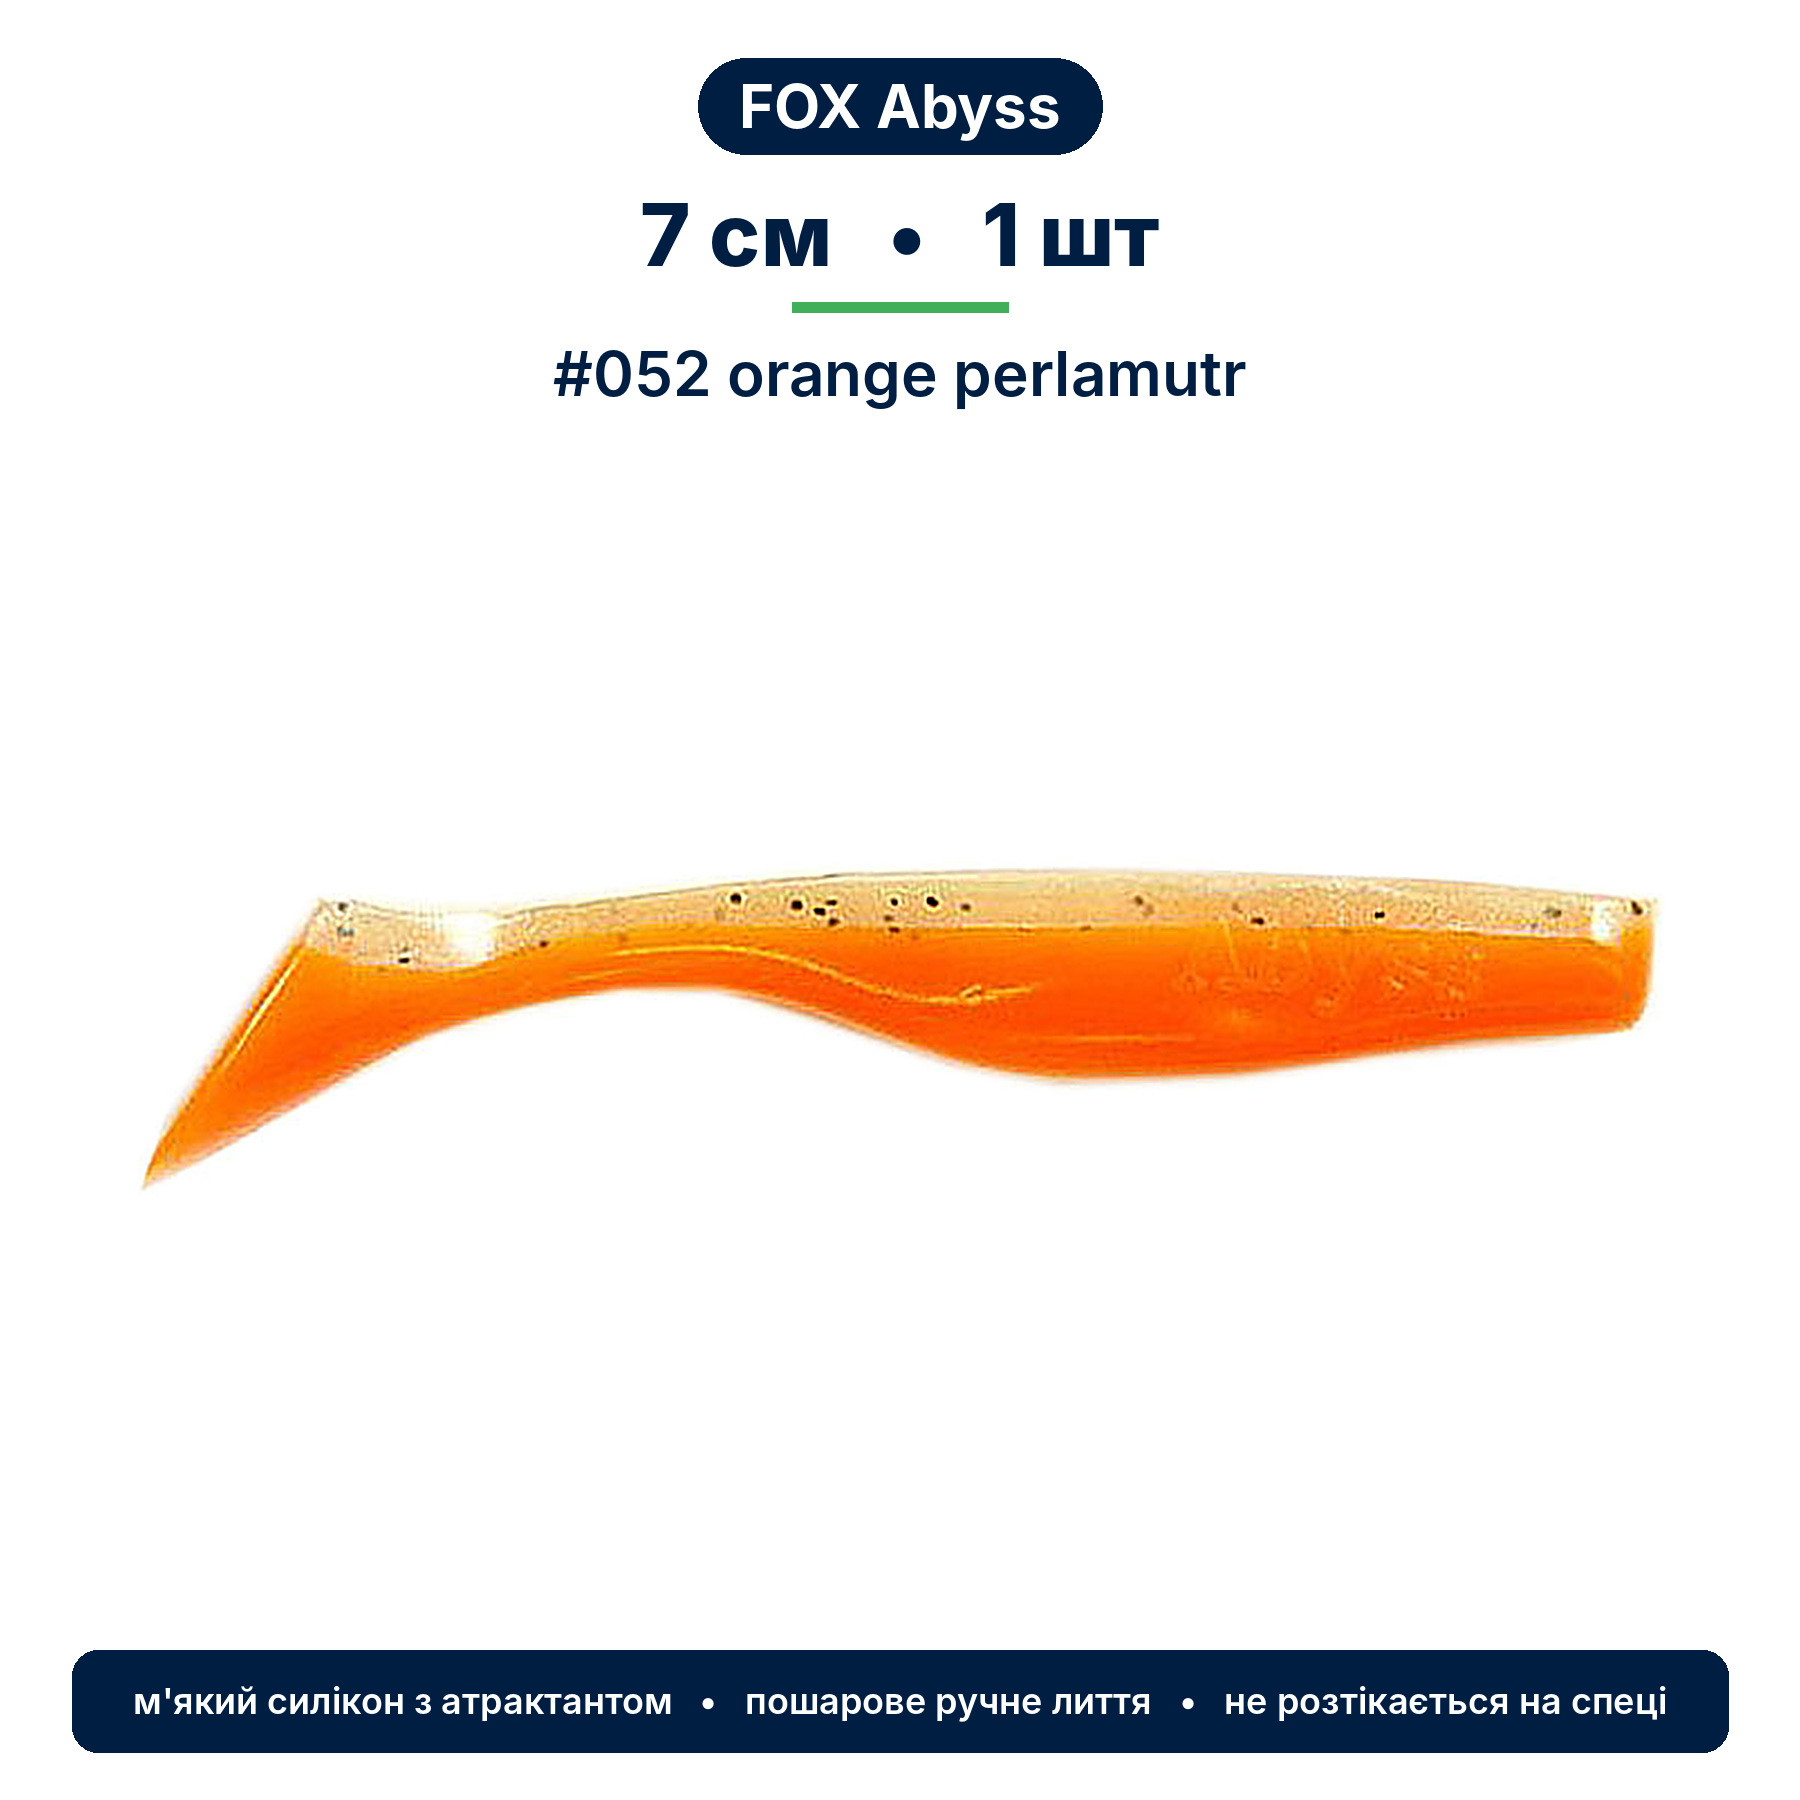 FOX Abyss
7 см • 1 шт
#052 orange perlamutr
м'який силікон з атрактантом • пошарове ручне лиття • не розтікається на спеці